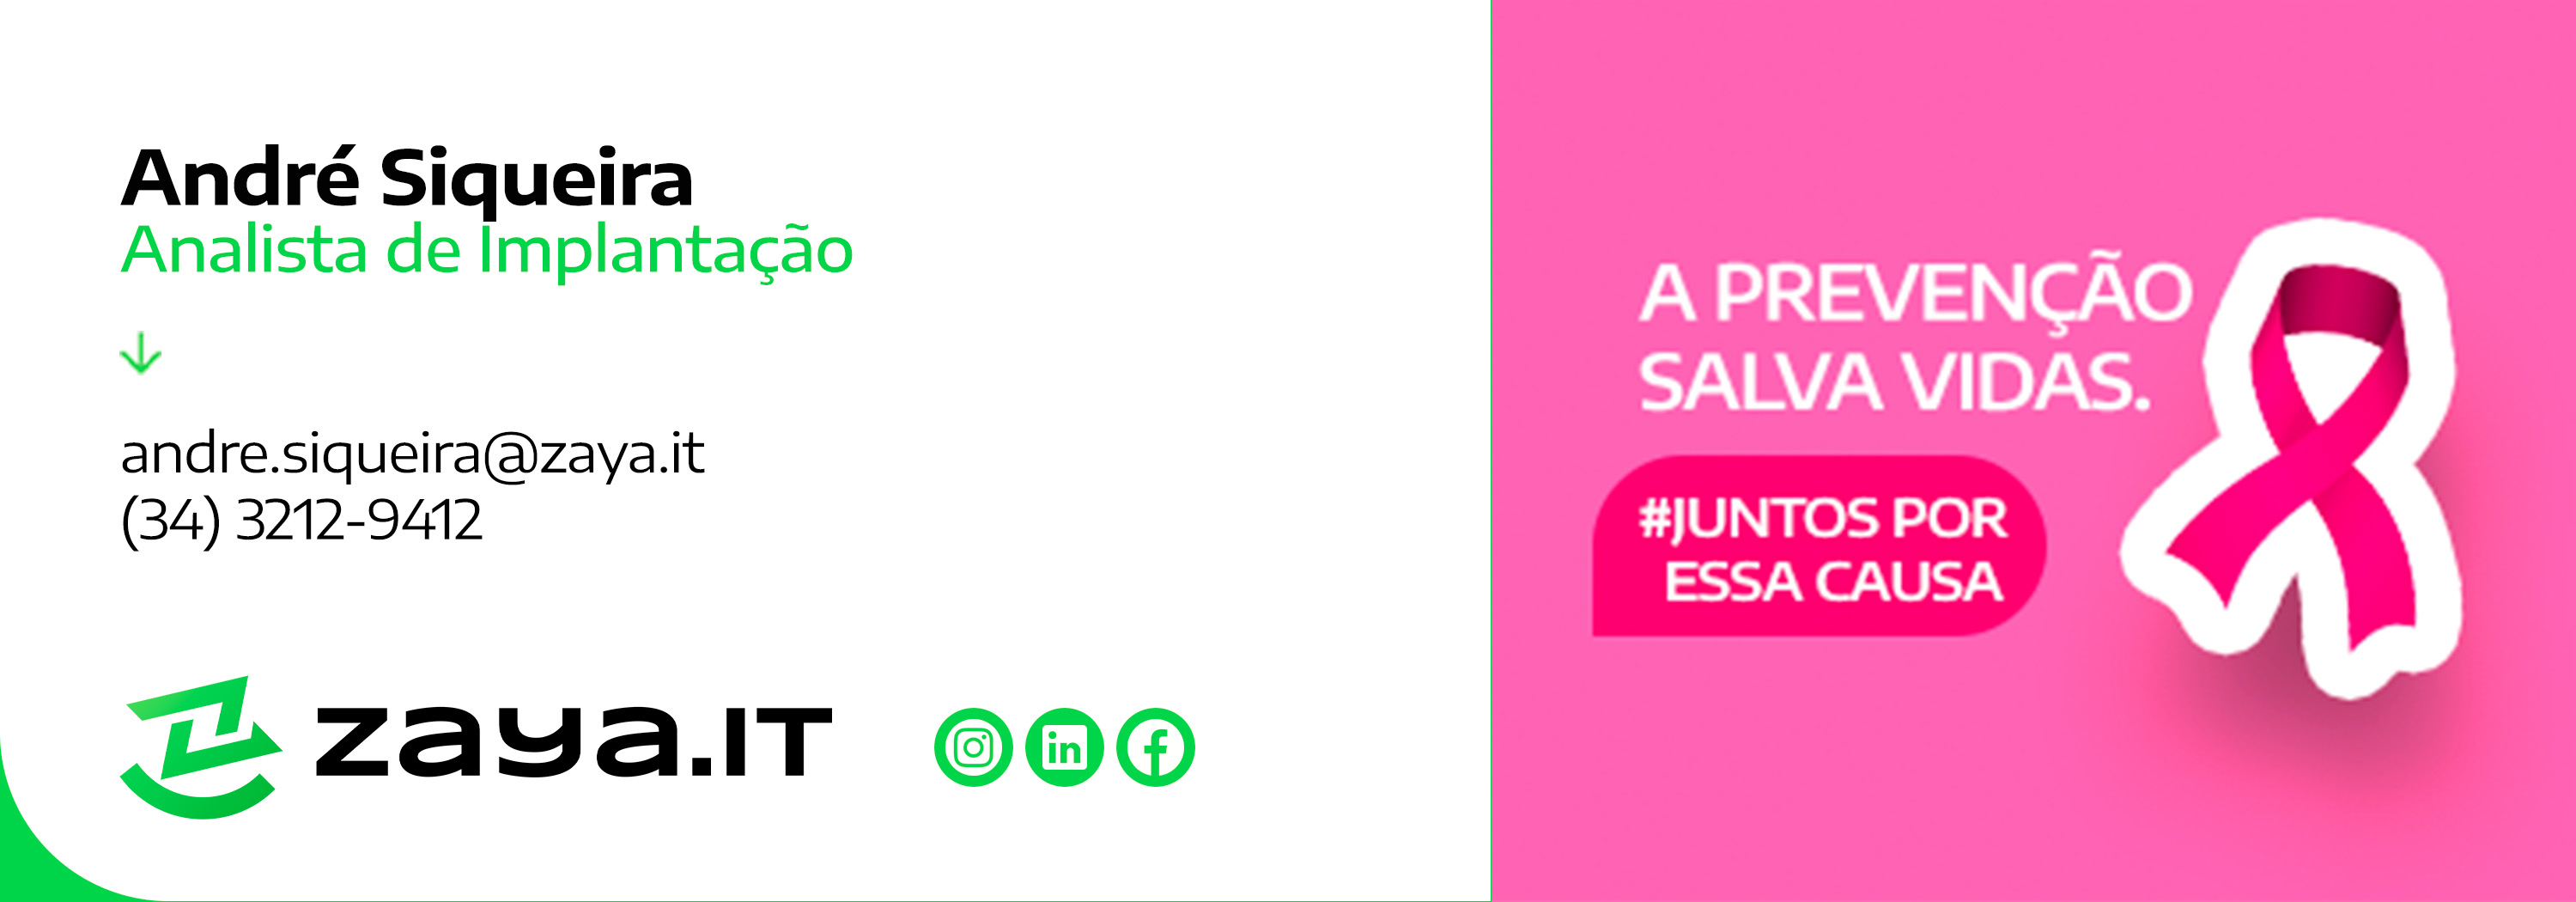 André Siqueira
Analista de Implantação
andre.siqueira@zaya.it
(34) 3212-9412
zaya.IT
in
f
A PREVENÇÃO
SALVA VIDAS.
#JUNTOS POR
ESSA CAUSA